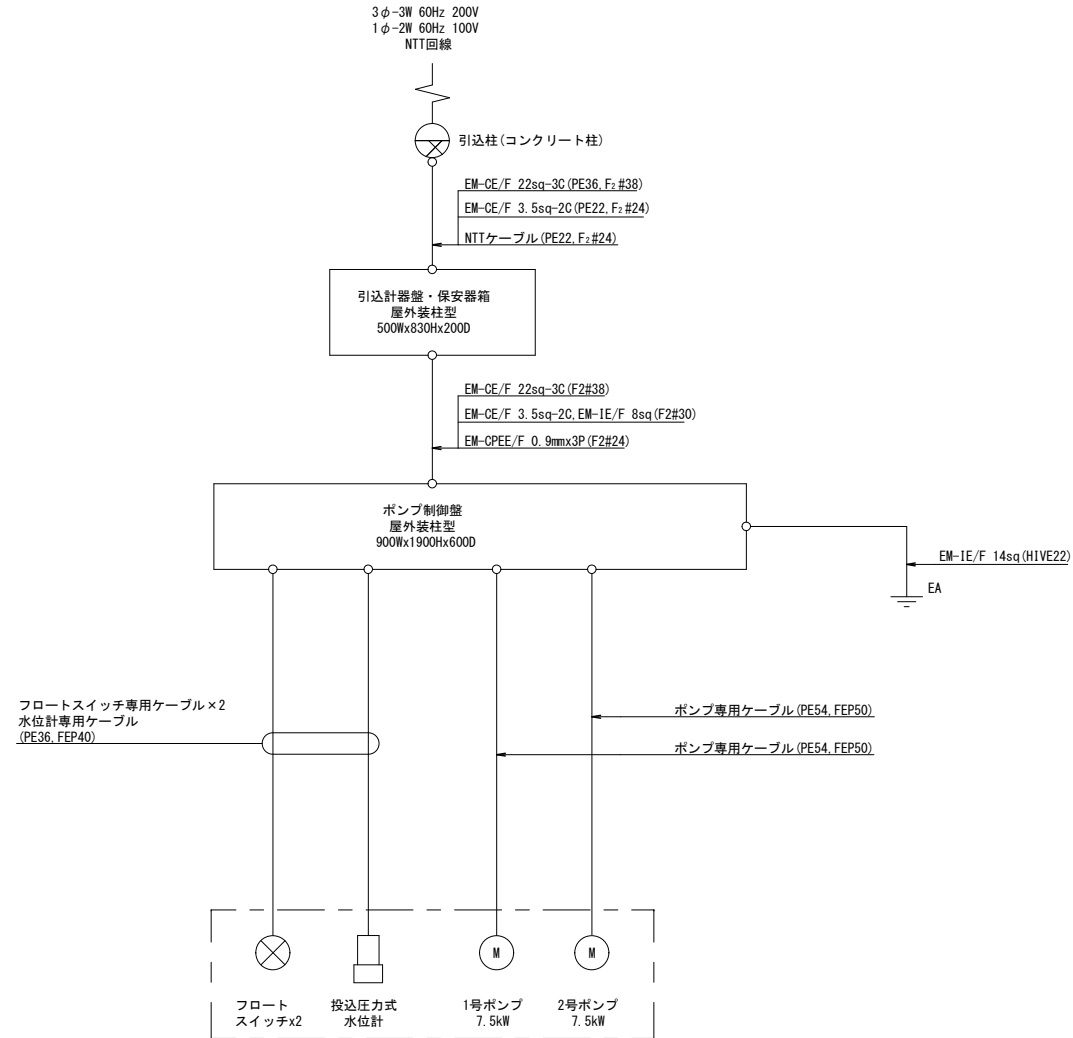 3φ-3W 60Hz 200V
1φ-2W 60Hz 100V
NTT回線
引込柱(コンクリート柱)
EM-CE/F 22sq-3C(PE36,F₂#38)
EM-CE/F 3.5sq-2C(PE22,F₂#24)
NTTケーブル(PE22,F₂#24)
引込計器盤・保安器箱
屋外装柱型
500Wx830Hx200D
EM-CE/F 22sq-3C(F2#38)
EM-CE/F 3.5sq-2C,EM-IE/F 8sq(F2#30)
EM-CPEE/F 0.9mmx3P(F2#24)
ポンプ制御盤
屋外装柱型
900Wx1900Hx600D
EM-IE/F 14sq(HIVE22)
EA
フロートスイッチ専用ケーブル×2
水位計専用ケーブル
(PE36,FEP40)
ポンプ専用ケーブル(PE54,FEP50)
ポンプ専用ケーブル(PE54,FEP50)
M
M
フロート
スイッチx2
投込圧力式
水位計
1号ポンプ
7.5kW
2号ポンプ
7.5kW